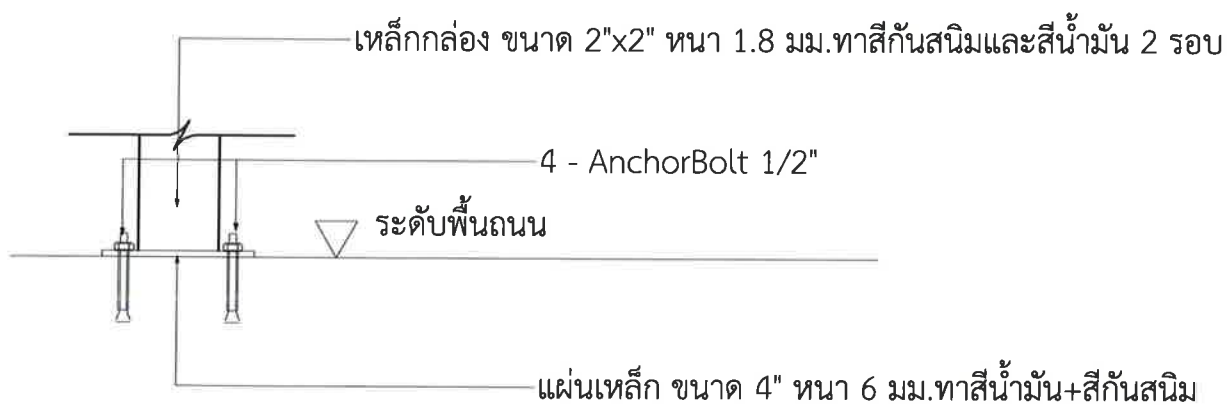 เหล็กกล่อง ขนาด 2"x2" หนา 1.8 มม.ทาสีกันสนิมและสีน้ำมัน 2 รอบ
4 - AnchorBolt 1/2"
ระดับพื้นถนน
แผ่นเหล็ก ขนาด 4" หนา 6 มม.ทาสีน้ำมัน+สีกันสนิม